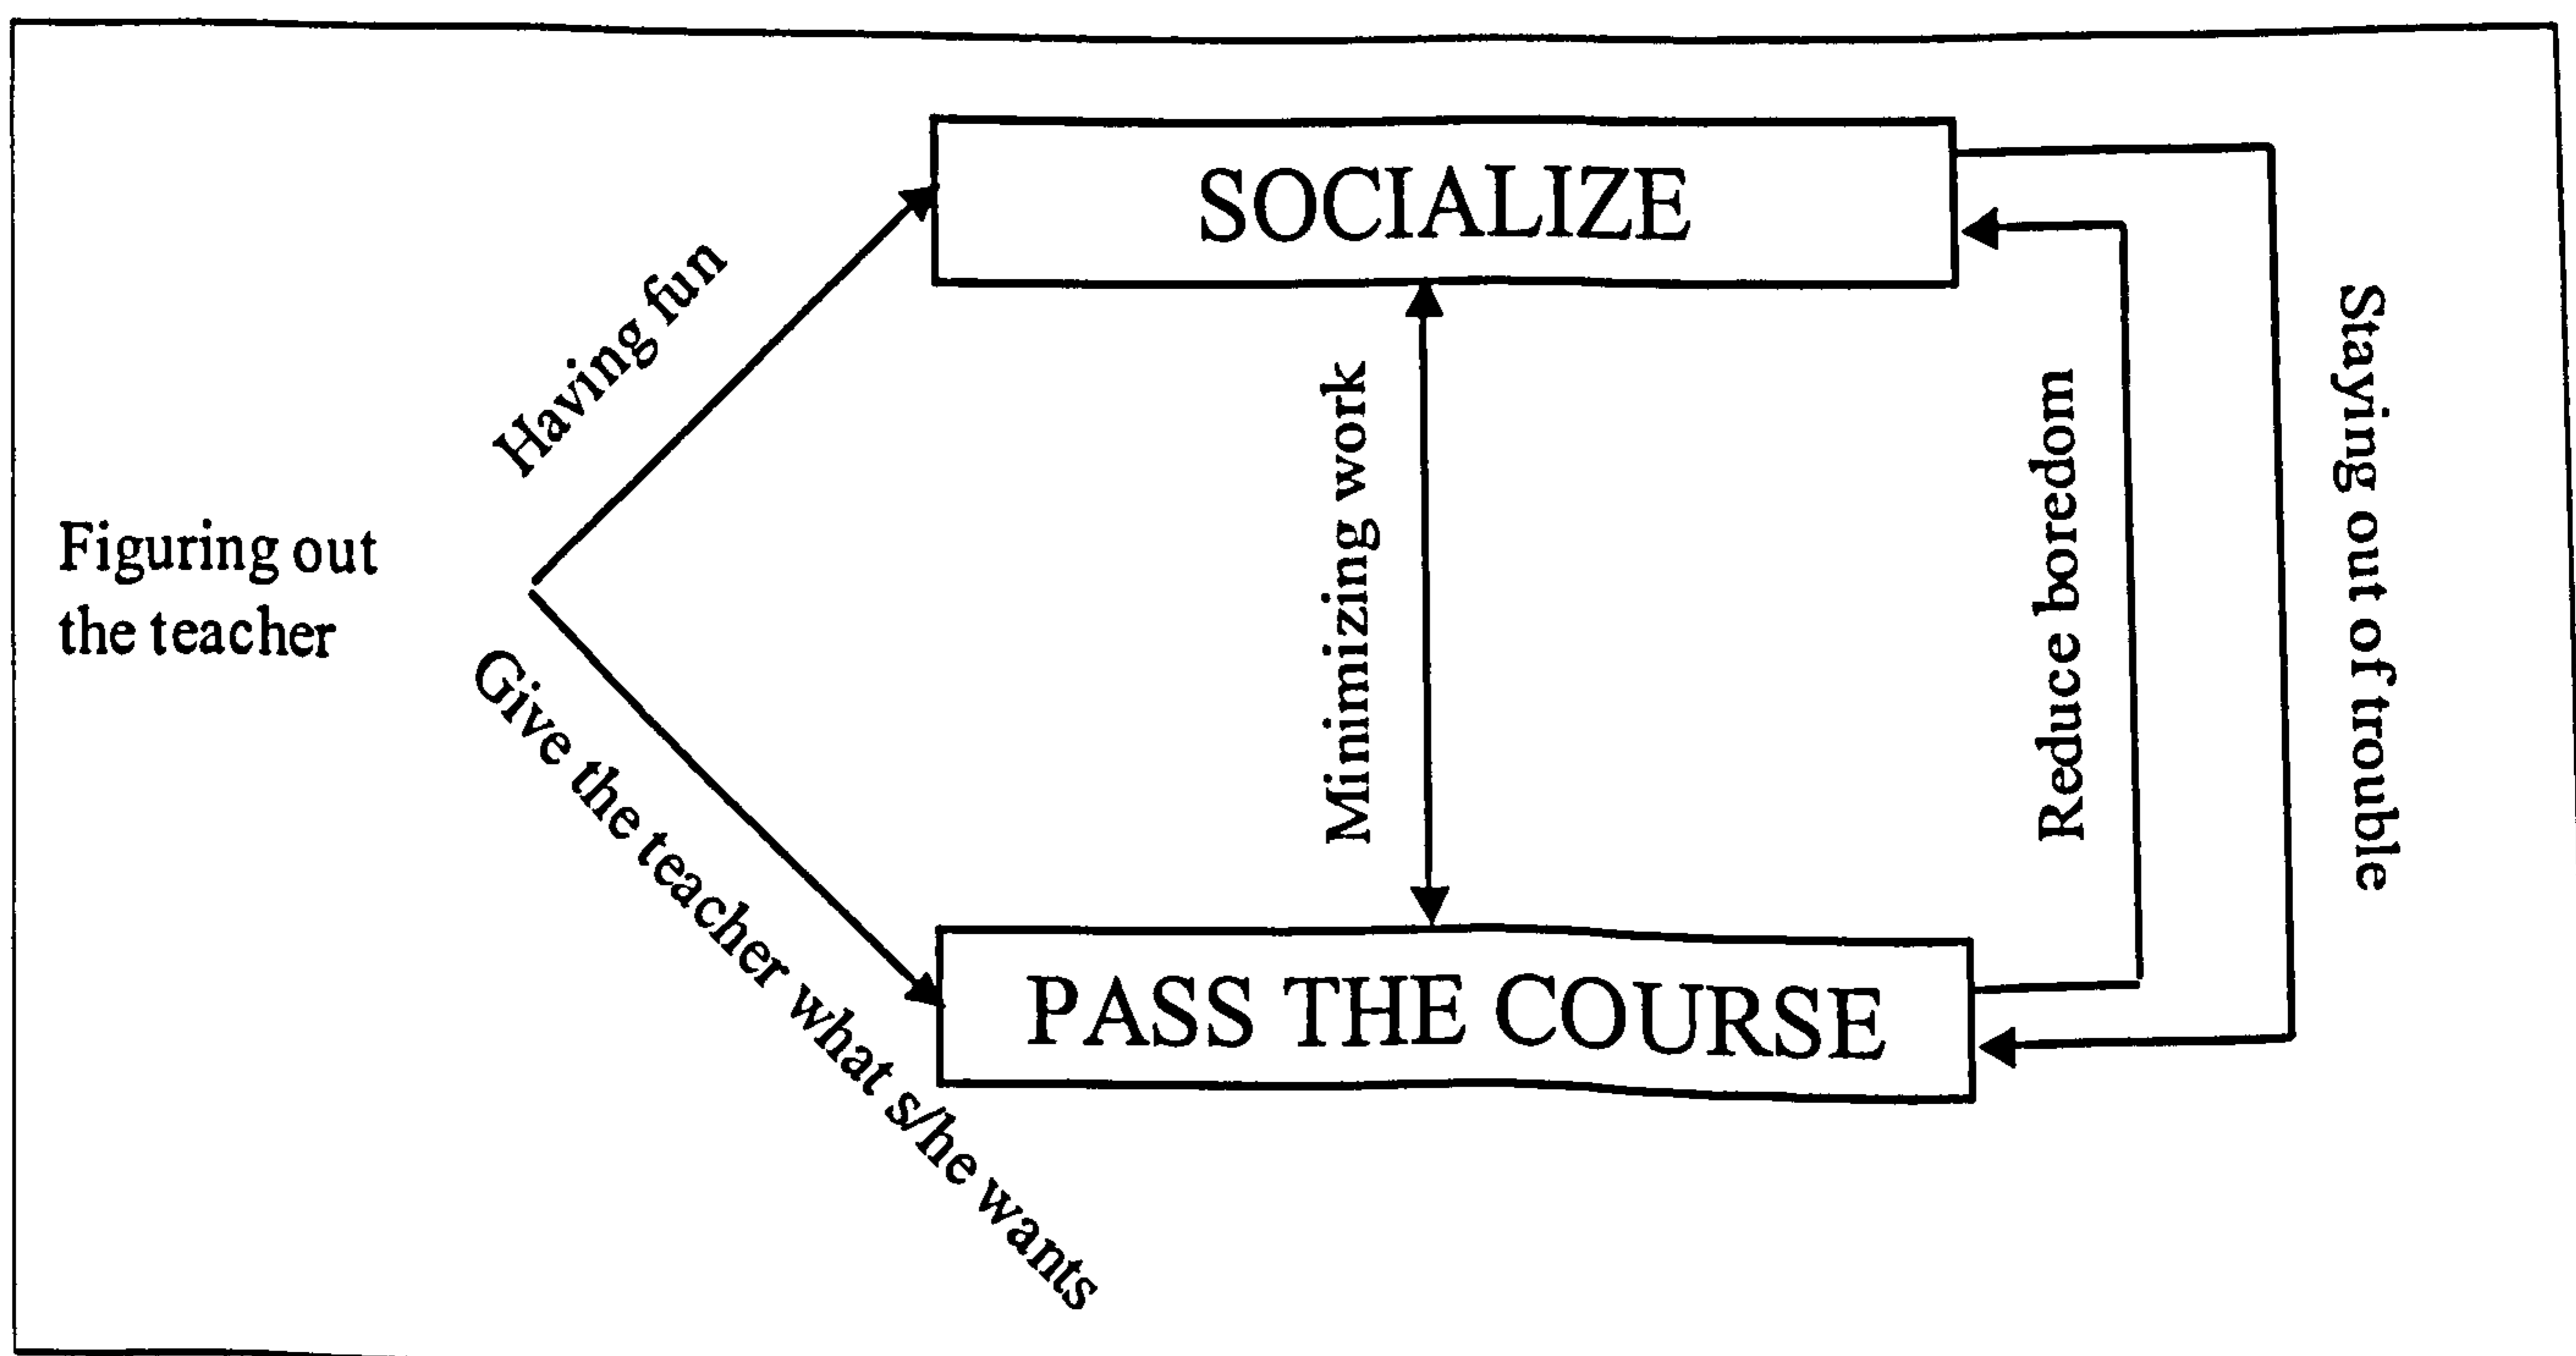 SOCIALIZE
Having fun
Figuring out
the teacher
Minimizing work
Reduce boredom
Staying out of trouble
Give the teacher what s/he wants
PASS THE COURSE